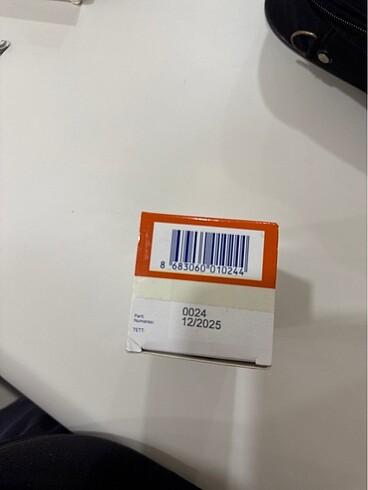 8 683060 010244
Parti 0024
Numarası: 12/2025
TETT: